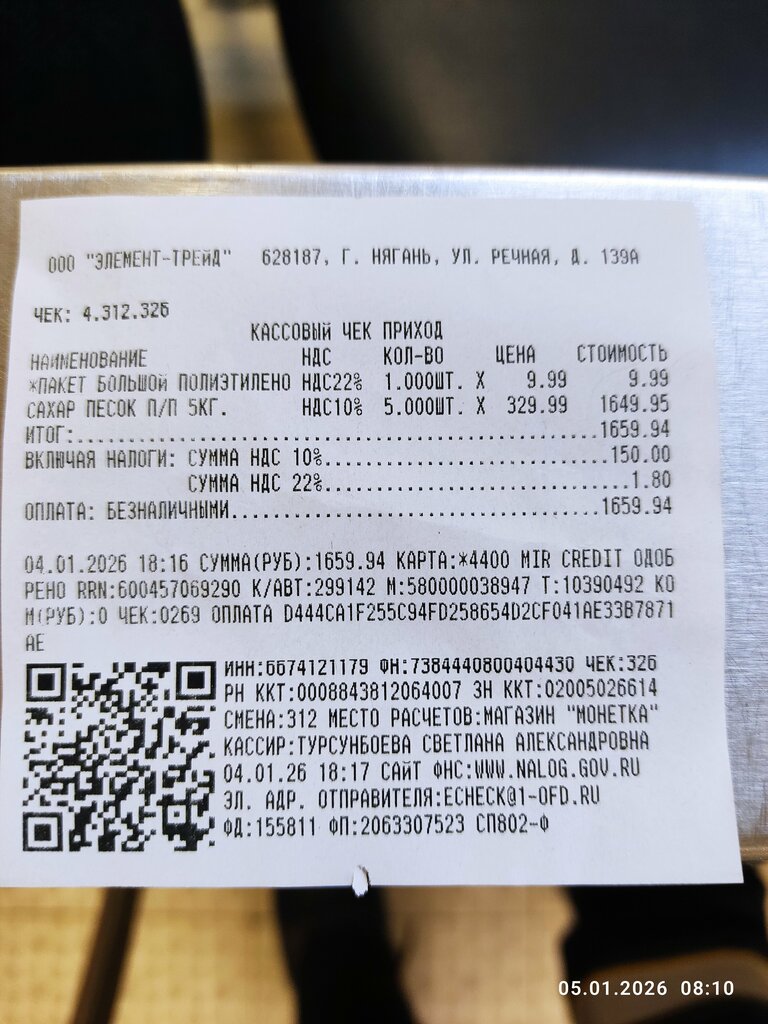 ООО "ЭЛЕМЕНТ-ТРЕЙД" 628187, Г. НЯГАНЬ, УЛ. РЕЧНАЯ, Д. 139А
ЧЕК: 4.312.326
КАССОВЫЙ ЧЕК ПРИХОД
НАИМЕНОВАНИЕ НДС КОЛ-ВО ЦЕНА СТОИМОСТЬ
*ПАКЕТ БОЛЬШОЙ ПОЛИЭТИЛЕНО НДС22% 1.000ШТ. X 9.99 9.99
САХАР ПЕСОК П/П 5КГ. НДС10% 5.000ШТ. X 329.99 1649.95
ИТОГ:..............................................1659.94
ВКЛЮЧАЯ НАЛОГИ: СУММА НДС 10%........................150.00
СУММА НДС 22%..........................1.80
ОПЛАТА: БЕЗНАЛИЧНЫМИ................................1659.94
04.01.2026 18:16 СУММА(РУБ):1659.94 КАРТА:*4400 MIR CREDIT ОДОБ
РЕНО RRN:600457069290 К/АВТ:299142 М:580000038947 Т:10390492 КО
М(РУБ):0 ЧЕК:0269 ОПЛАТА D444CA1F255C94FD258654D2CF041AE33B7871
AE
ИНН:6674121179 ФН:7384440800404430 ЧЕК:326
РН ККТ:0008843812064007 ЗН ККТ:02005026614
СМЕНА:312 МЕСТО РАСЧЕТОВ:МАГАЗИН "МОНЕТКА"
КАССИР:ТУРСУНБОЕВА СВЕТЛАНА АЛЕКСАНДРОВНА
04.01.26 18:17 САЙТ ФНС:WWW.NALOG.GOV.RU
ЭЛ. АДР. ОТПРАВИТЕЛЯ:ECHECK@1-OFD.RU
ФД:155811 ФП:2063307523 СП802-Ф
05.01.2026 08:10